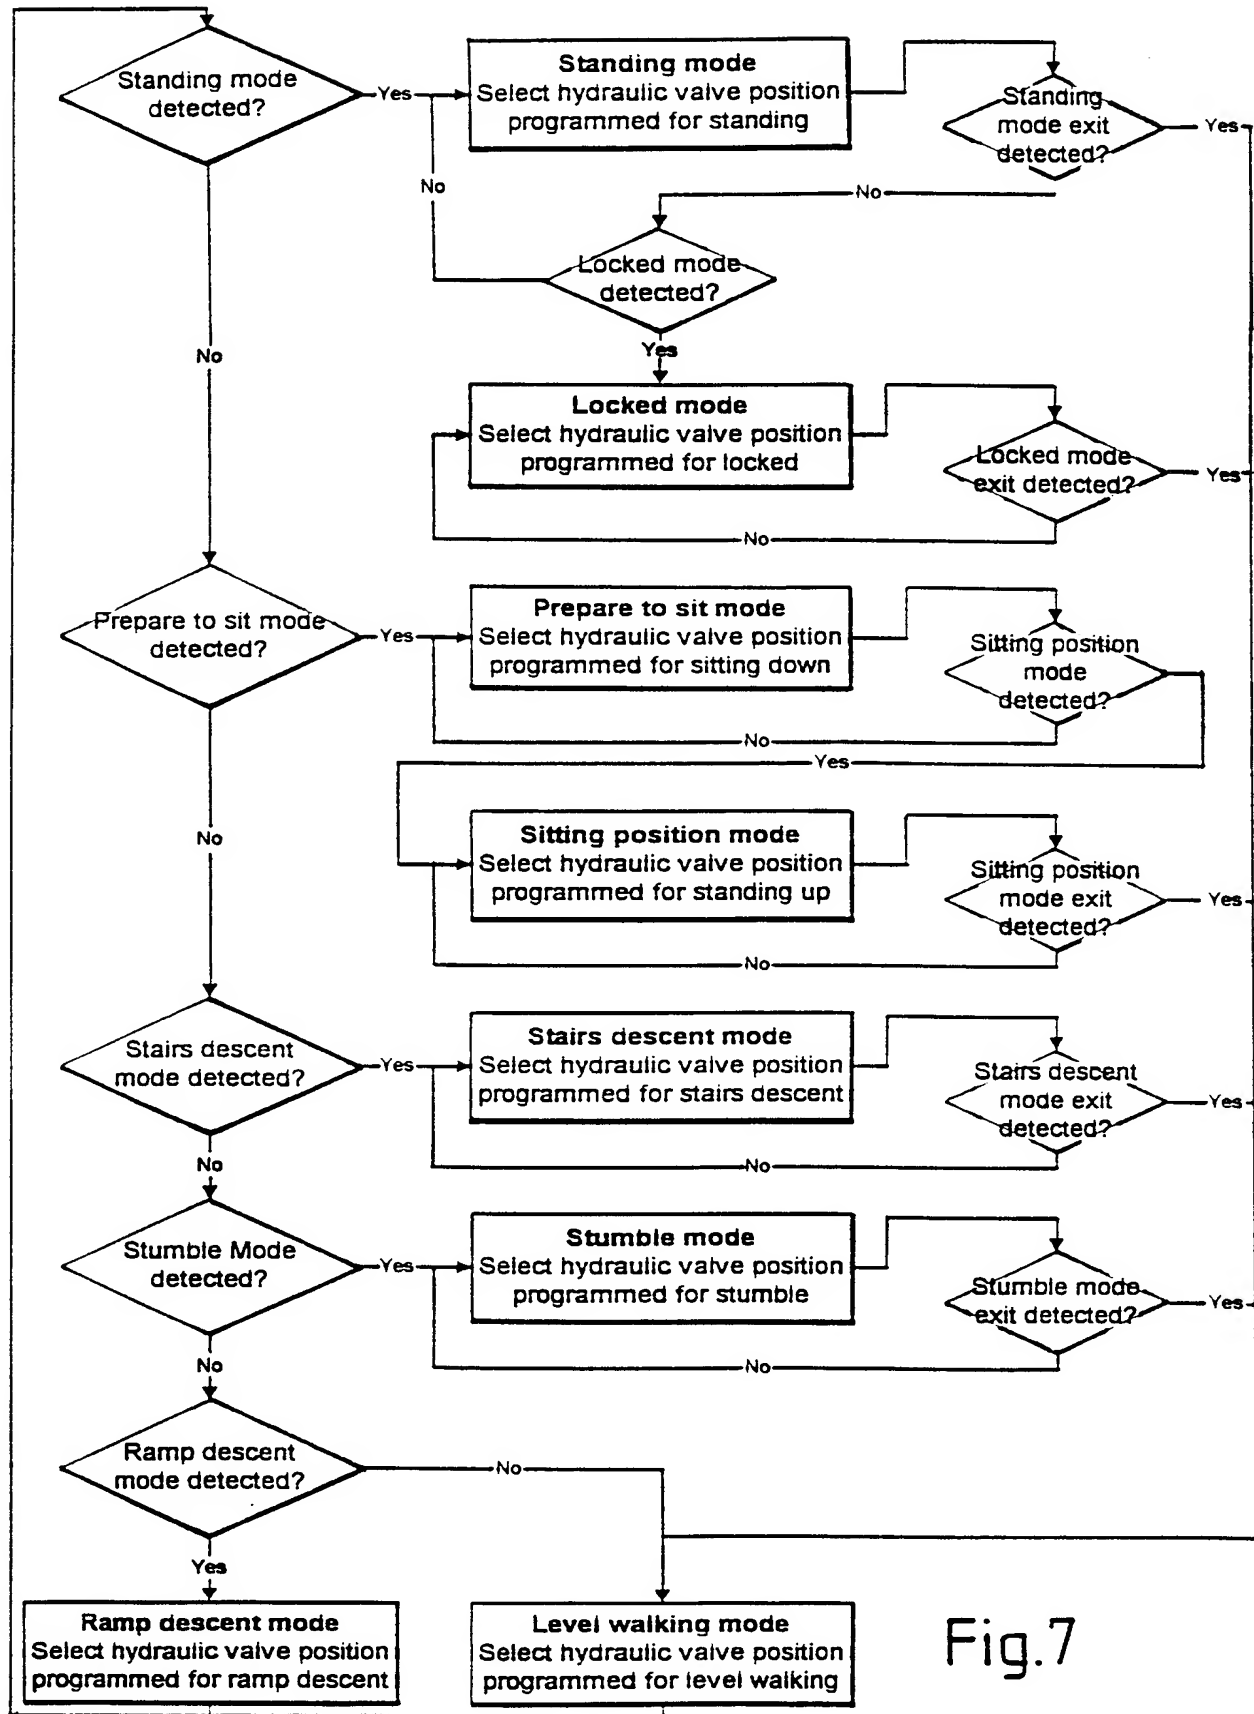 Standing mode
detected?
Yes
Standing mode
Select hydraulic valve position
programmed for standing
Standing
mode exit
detected?
Yes
No
No
Locked mode
detected?
Yes
No
Locked mode
Select hydraulic valve position
programmed for locked
Locked mode
exit detected?
Yes
No
Prepare to sit mode
detected?
Yes
Prepare to sit mode
Select hydraulic valve position
programmed for sitting down
Sitting position
mode
detected?
No
Yes
No
Sitting position mode
Select hydraulic valve position
programmed for standing up
Sitting position
mode exit
detected?
Yes
No
Stairs descent
mode detected?
Yes
Stairs descent mode
Select hydraulic valve position
programmed for stairs descent
Stairs descent
mode exit
detected?
Yes
No
No
Stumble Mode
detected?
Yes
Stumble mode
Select hydraulic valve position
programmed for stumble
Stumble mode
exit detected?
Yes
No
No
Ramp descent
mode detected?
No
Yes
Ramp descent mode
Select hydraulic valve position
programmed for ramp descent
Level walking mode
Select hydraulic valve position
programmed for level walking
Fig.7